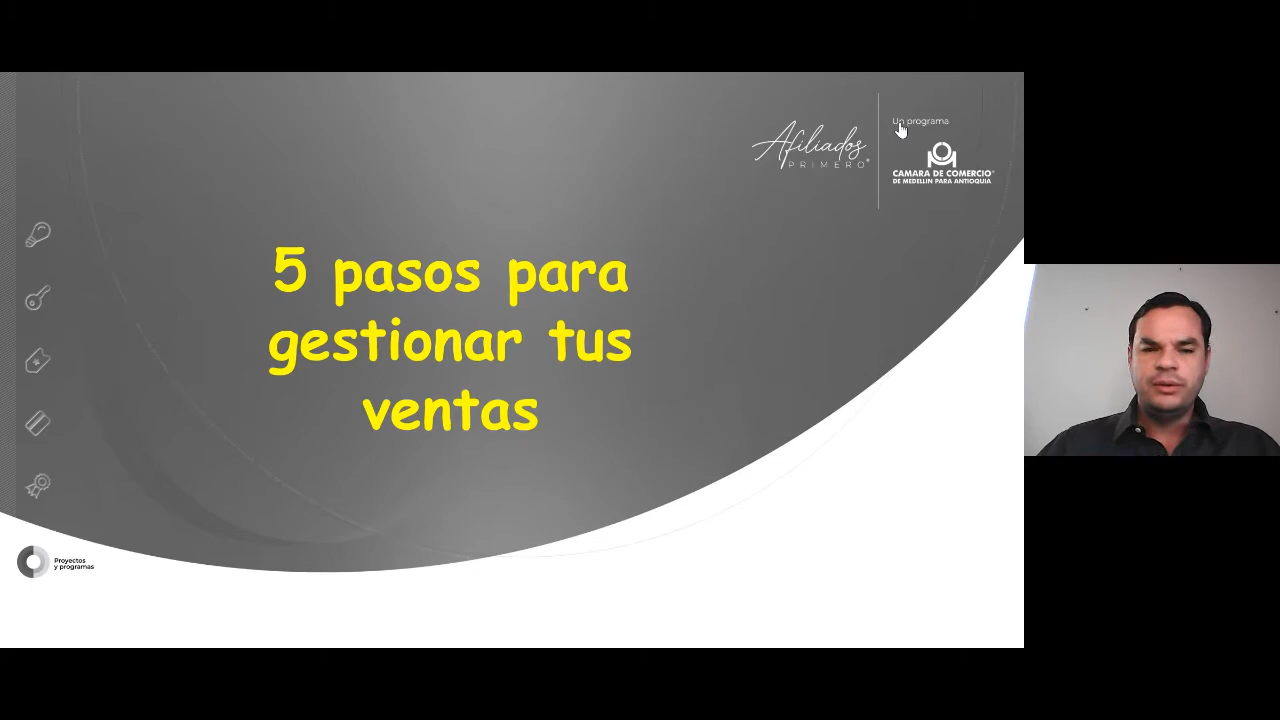 Afiliados
PRIMERO
Un programa
CAMARA DE COMERCIO
DE MEDELLIN PARA ANTIOQUIA
5 pasos para
gestionar tus
ventas
Proyectos
y programas